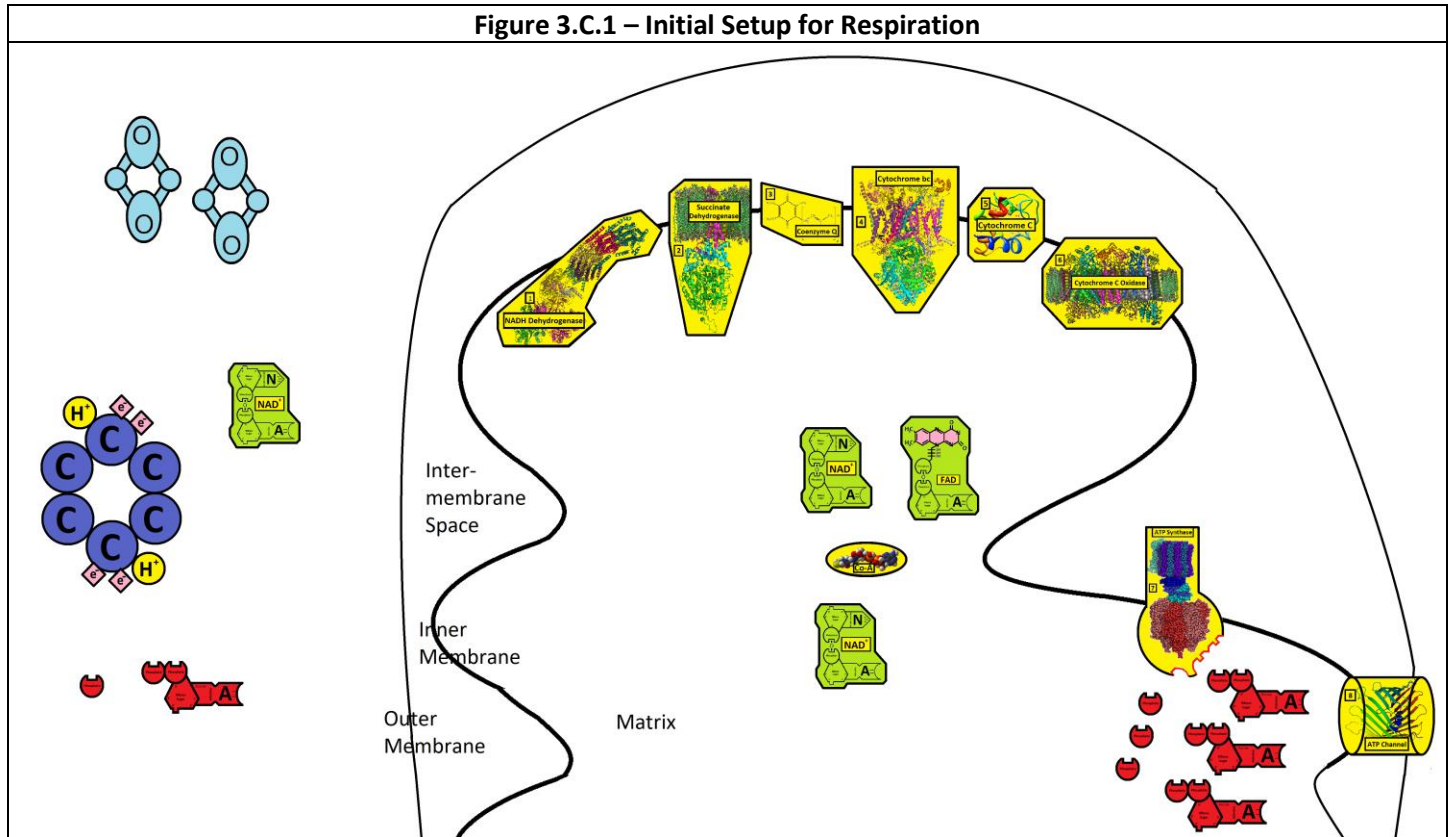 Figure 3.C.1 – Initial Setup for Respiration
O
O
O
O
Cytochrome bc
3
5
Succinate
Dehydrogenase
Coenzyme Q
4
Cytochrome C
2
6
Cytochrome C Oxidase
1
NADH Dehydrogenase
N
NAD⁺
A
H⁺
e⁻
e⁻
C
C
C
C
C
C
e⁻
e⁻
H⁺
Inter-
membrane
Space
N
NAD⁺
A
FAD
A
Co-A
ATP Synthase
7
Inner
Membrane
N
NAD⁺
A
A
A
A
A
Outer
Membrane
Matrix
8
ATP Channel